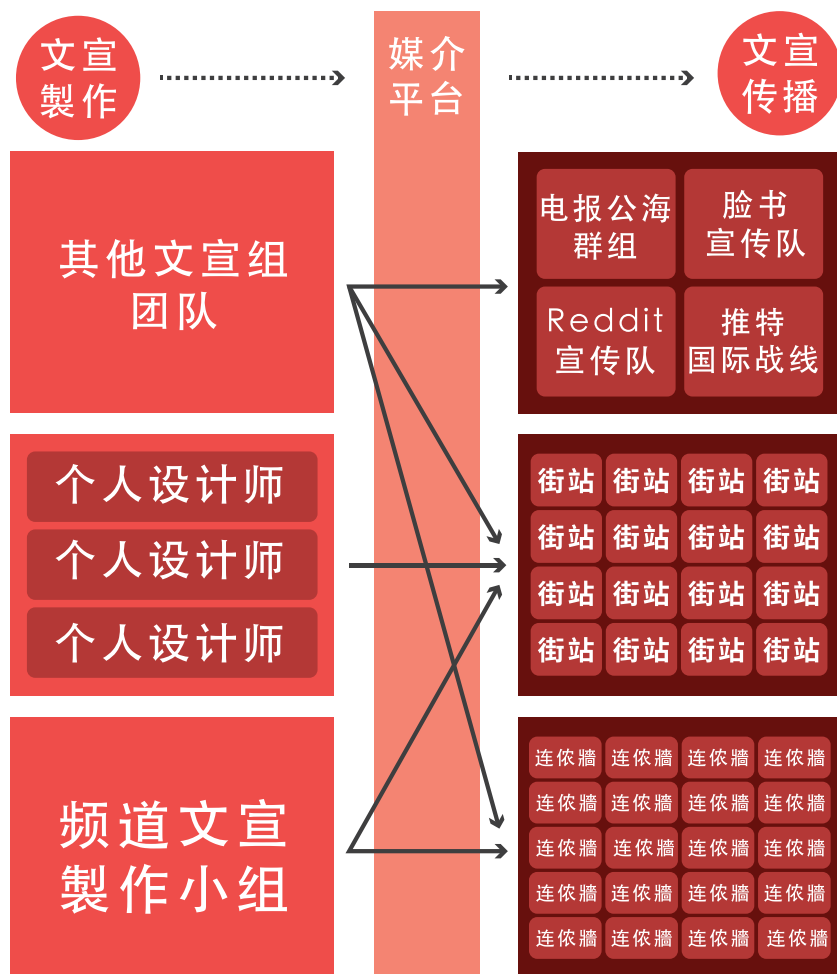 文宣
製作
媒介
平台
文宣
传播
其他文宣组
团队
电报公海
群组
脸书
宣传队
Reddit
宣传队
推特
国际战线
个人设计师
个人设计师
个人设计师
街站 街站 街站 街站
街站 街站 街站 街站
街站 街站 街站 街站
街站 街站 街站 街站
频道文宣
製作小组
连侬牆 连侬牆 连侬牆 连侬牆
连侬牆 连侬牆 连侬牆 连侬牆
连侬牆 连侬牆 连侬牆 连侬牆
连侬牆 连侬牆 连侬牆 连侬牆
连侬牆 连侬牆 连侬牆 连侬牆